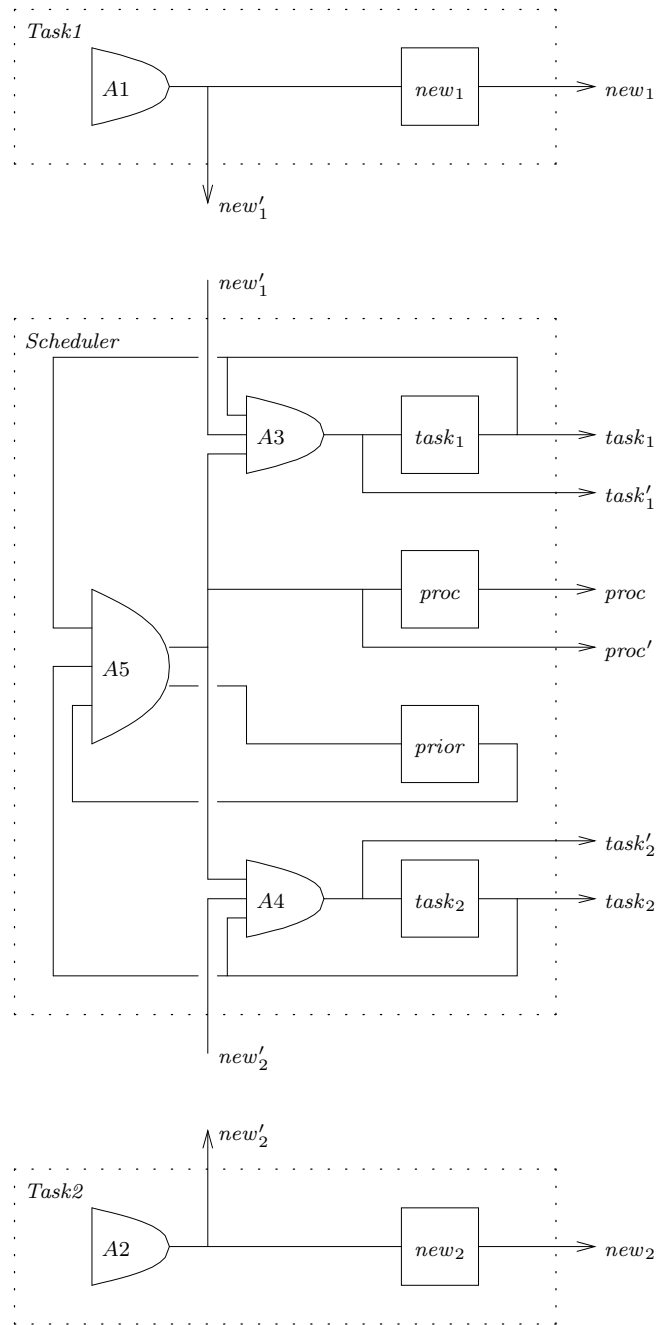 Task1
A1
new₁
new₁
new′₁
new′₁
Scheduler
A3
task₁
task₁
task′₁
proc
proc
A5
proc′
prior
task′₂
A4
task₂
task₂
new′₂
new′₂
Task2
A2
new₂
new₂